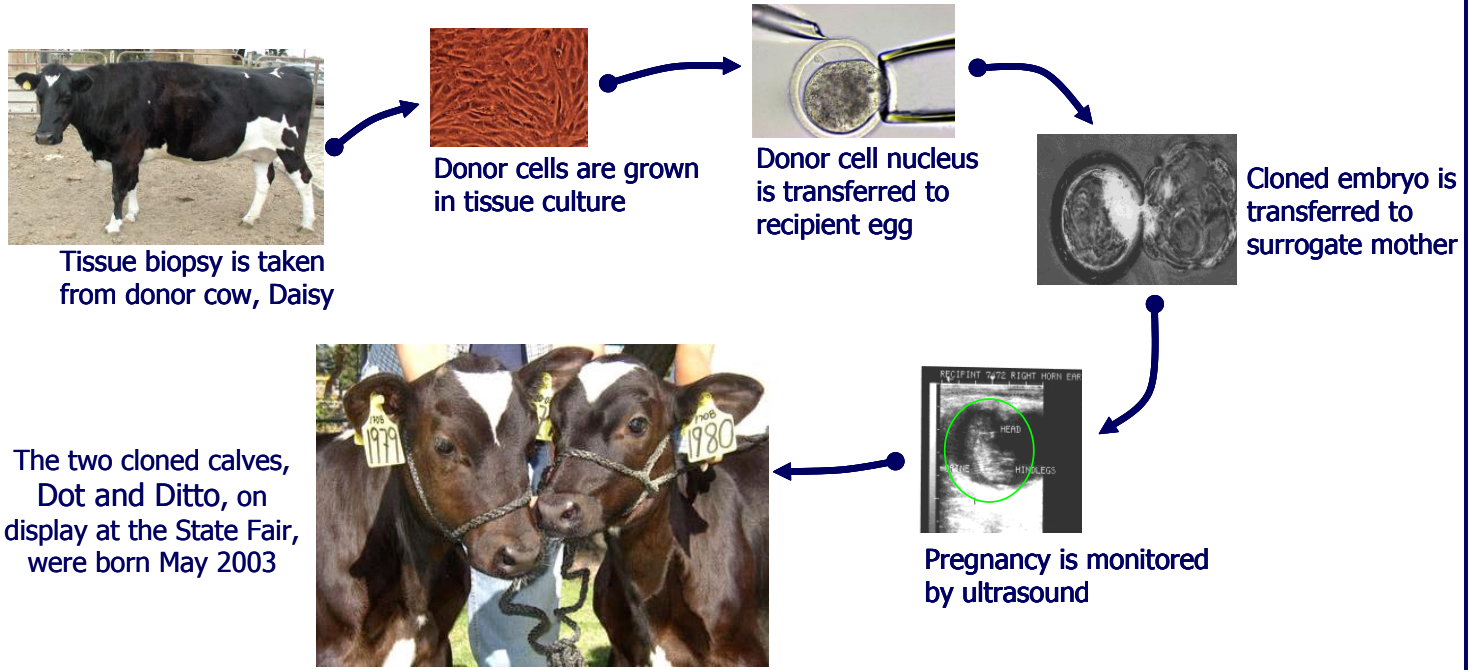 Tissue biopsy is taken
from donor cow, Daisy
Donor cells are grown
in tissue culture
Donor cell nucleus
is transferred to
recipient egg
Cloned embryo is
transferred to
surrogate mother
RECIPINT 7472 RIGHT HORN EAR
HEAD
HINDLEGS
Pregnancy is monitored
by ultrasound
1708
1979
1708
1980
The two cloned calves,
Dot and Ditto, on
display at the State Fair,
were born May 2003